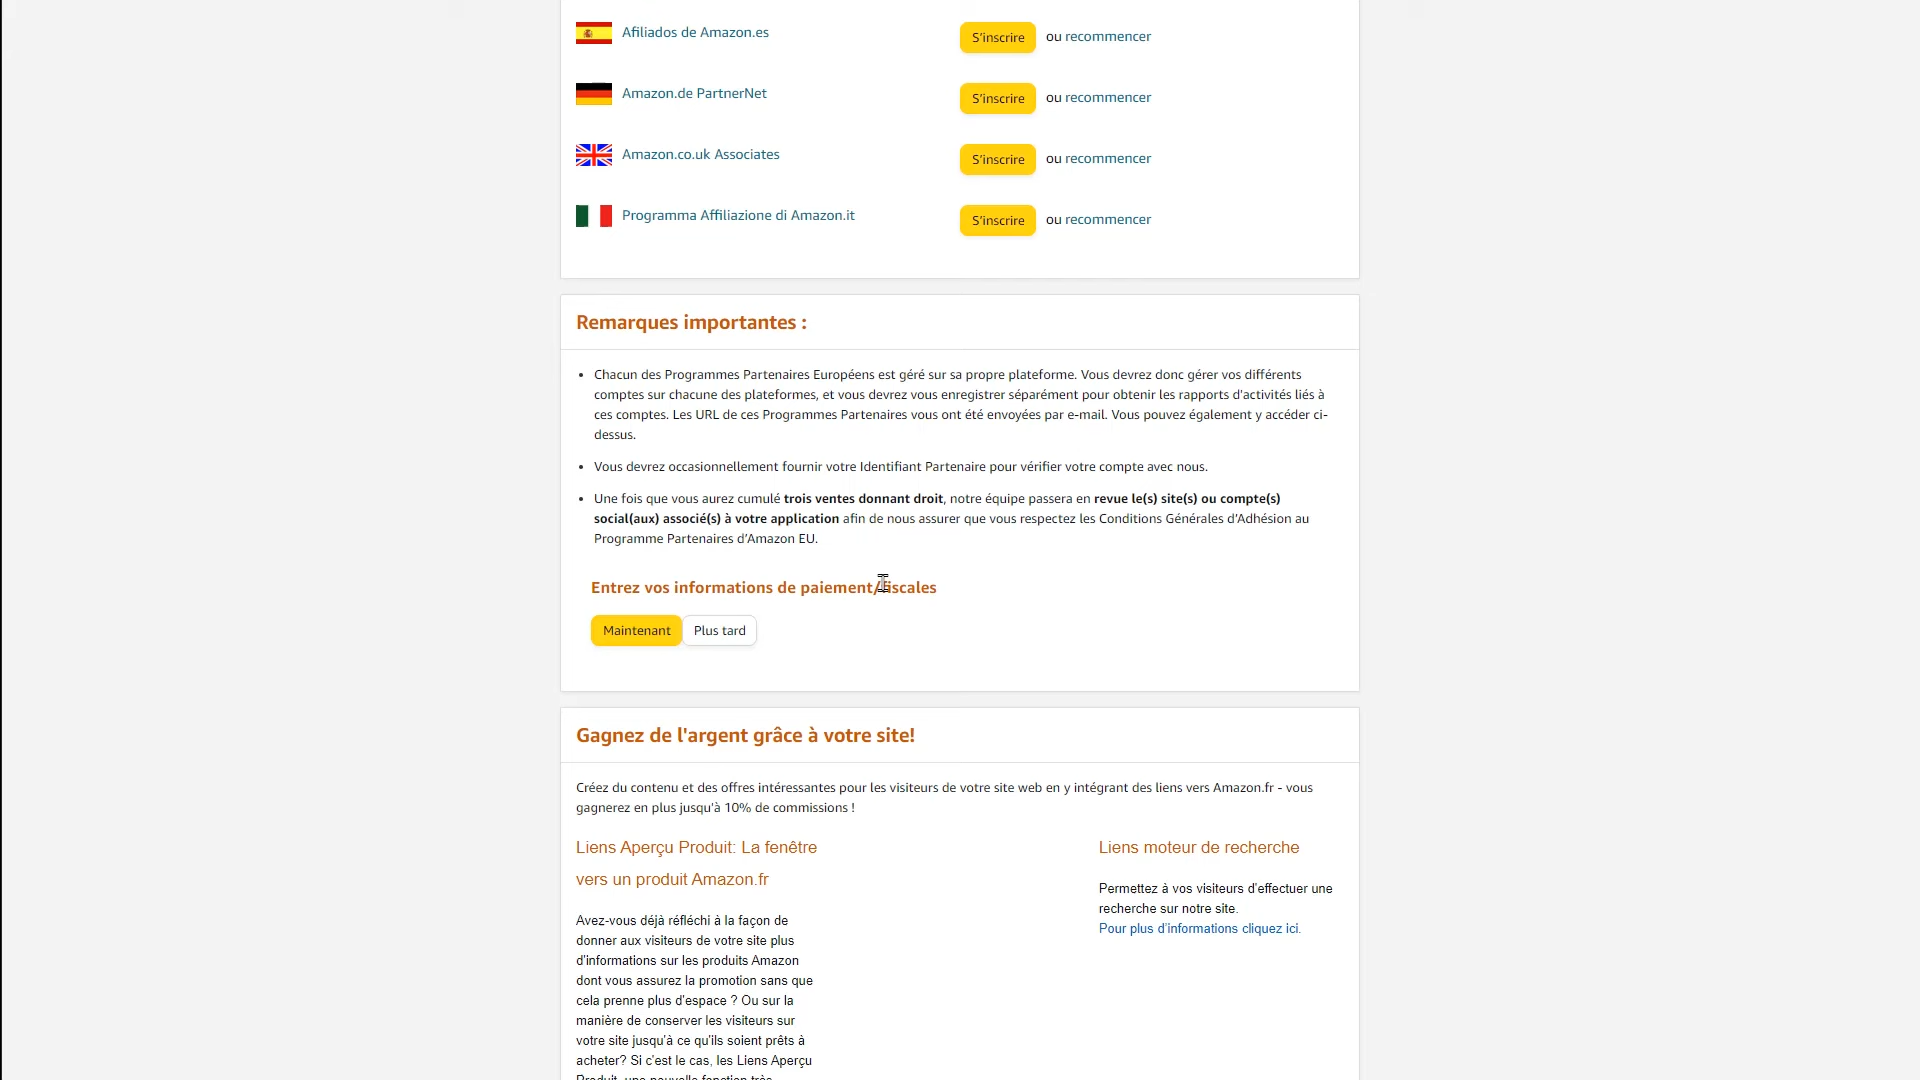 Afiliados de Amazon.es
S'inscrire ou recommencer
Amazon.de PartnerNet
S'inscrire ou recommencer
Amazon.co.uk Associates
S'inscrire ou recommencer
Programma Affiliazione di Amazon.it
S'inscrire ou recommencer
Remarques importantes :
Chacun des Programmes Partenaires Européens est géré sur sa propre plateforme. Vous devrez donc gérer vos différents
comptes sur chacune des plateformes, et vous devrez vous enregistrer séparément pour obtenir les rapports d'activités liés à
ces comptes. Les URL de ces Programmes Partenaires vous ont été envoyées par e-mail. Vous pouvez également y accéder ci-
dessus.
Vous devrez occasionnellement fournir votre Identifiant Partenaire pour vérifier votre compte avec nous.
Une fois que vous aurez cumulé trois ventes donnant droit, notre équipe passera en revue le(s) site(s) ou compte(s)
social(aux) associé(s) à votre application afin de nous assurer que vous respectez les Conditions Générales d’Adhésion au
Programme Partenaires d’Amazon EU.
Entrez vos informations de paiement/fiscales
Maintenant
Plus tard
Gagnez de l'argent grâce à votre site!
Créez du contenu et des offres intéressantes pour les visiteurs de votre site web en y intégrant des liens vers Amazon.fr - vous
gagnerez en plus jusqu'à 10% de commissions !
Liens Aperçu Produit: La fenêtre
vers un produit Amazon.fr
Avez-vous déjà réfléchi à la façon de
donner aux visiteurs de votre site plus
d'informations sur les produits Amazon
dont vous assurez la promotion sans que
cela prenne plus d'espace ? Ou sur la
manière de conserver les visiteurs sur
votre site jusqu'à ce qu'ils soient prêts à
acheter? Si c'est le cas, les Liens Aperçu
Produit, une nouvelle fonction très
Liens moteur de recherche
Permettez à vos visiteurs d'effectuer une
recherche sur notre site.
Pour plus d'informations cliquez ici.